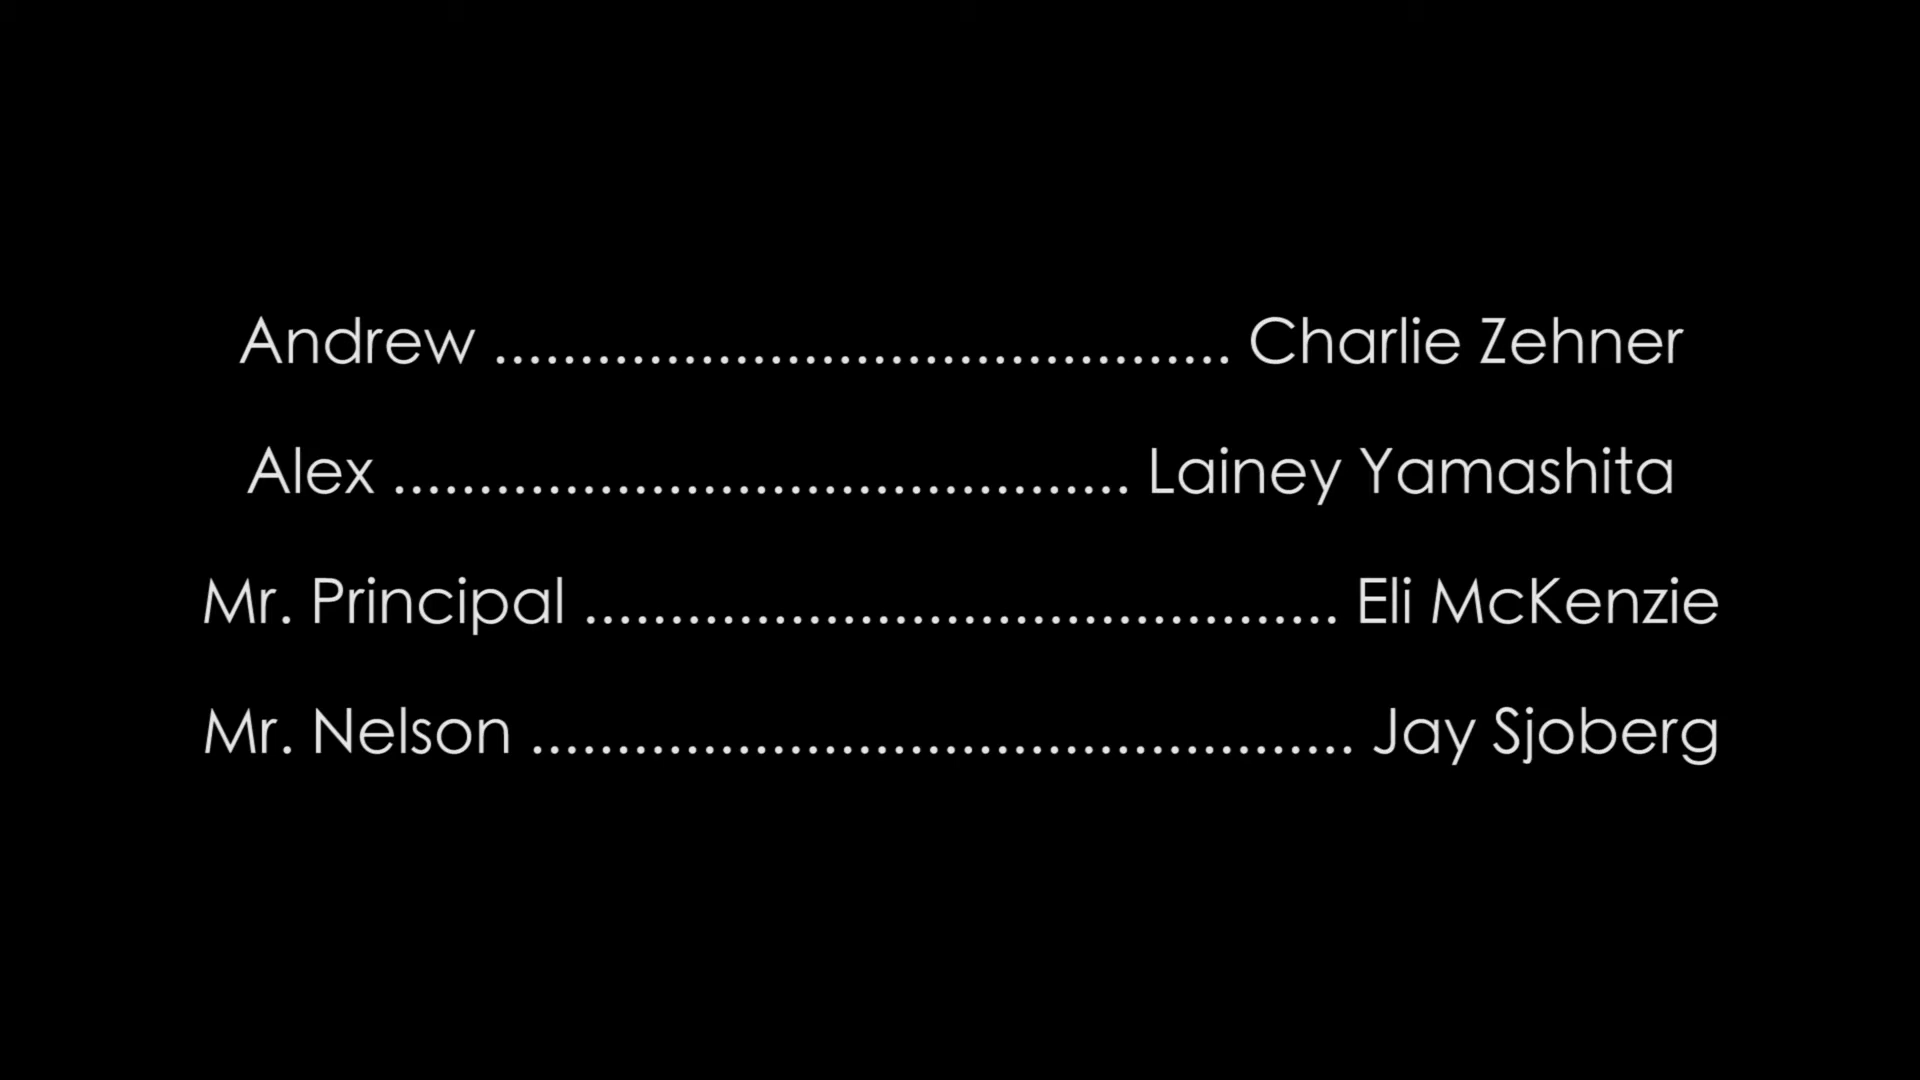 Andrew ........................................... Charlie Zehner
Alex ........................................... Lainey Yamashita
Mr. Principal ............................................ Eli McKenzie
Mr. Nelson ................................................ Jay Sjoberg